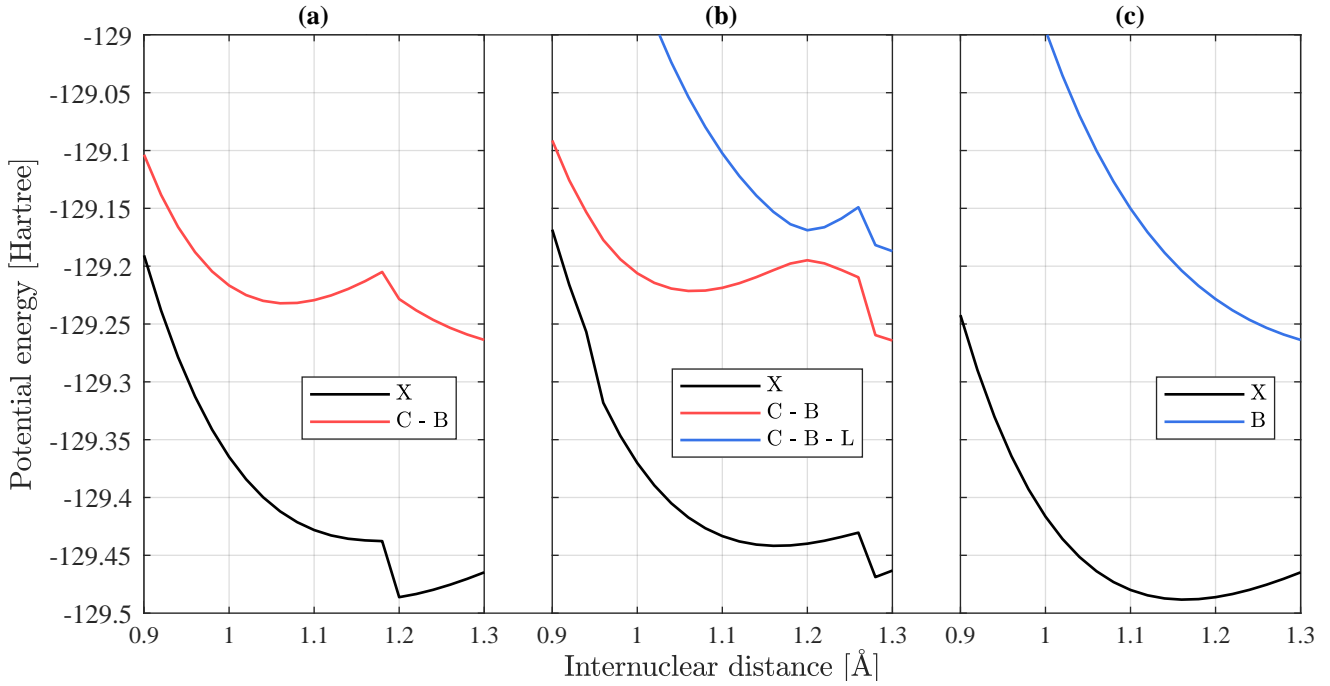 (a)
(b)
(c)
Potential energy [Hartree]
-129
-129.05
-129.1
-129.15
-129.2
-129.25
-129.3
-129.35
-129.4
-129.45
-129.5
X
C - B
X
C - B
C - B - L
X
B
0.9 1 1.1 1.2 1.3
0.9 1 1.1 1.2 1.3
0.9 1 1.1 1.2 1.3
Internuclear distance [Å]